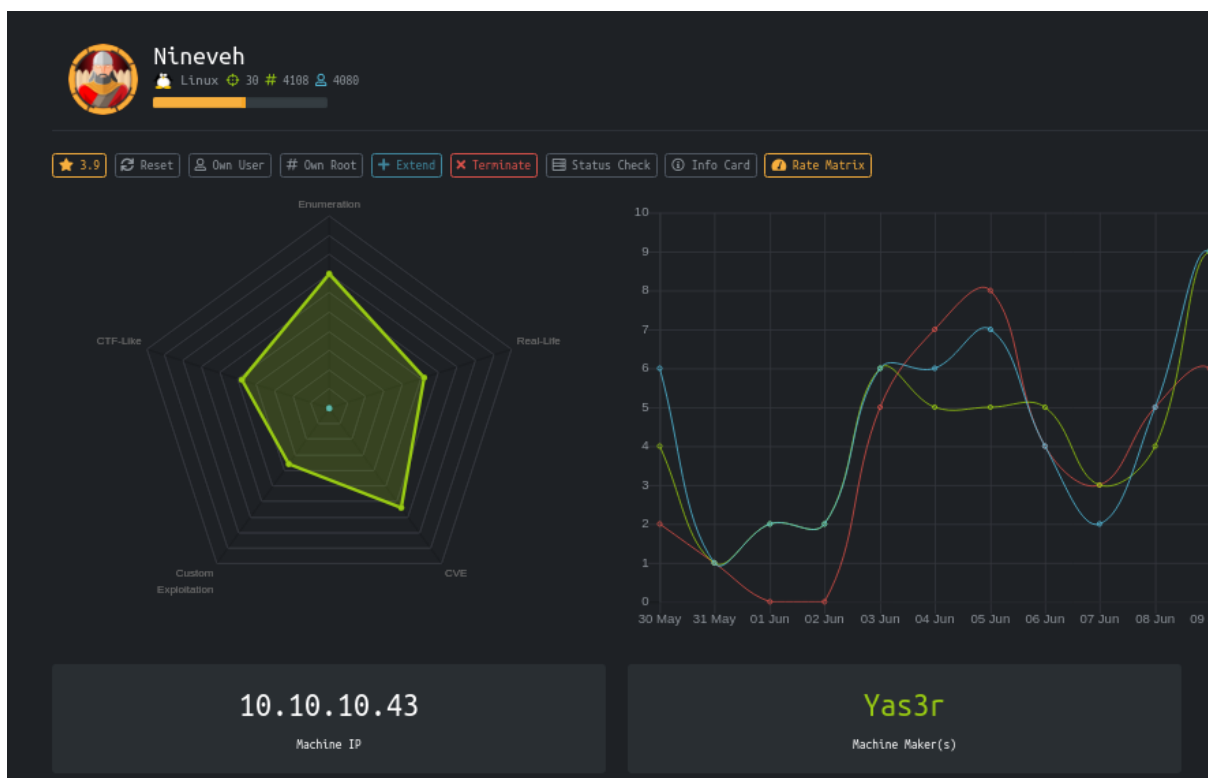 Nineveh
Linux 30 # 4108 4080
3.9 Reset Own User # Own Root + Extend × Terminate Status Check Info Card Rate Matrix
Enumeration
CTF-Like
Real-Life
Custom
Exploitation
CVE
10
9
8
7
6
5
4
3
2
1
0
30 May 31 May 01 Jun 02 Jun 03 Jun 04 Jun 05 Jun 06 Jun 07 Jun 08 Jun 09
10.10.10.43
Machine IP
Yas3r
Machine Maker(s)